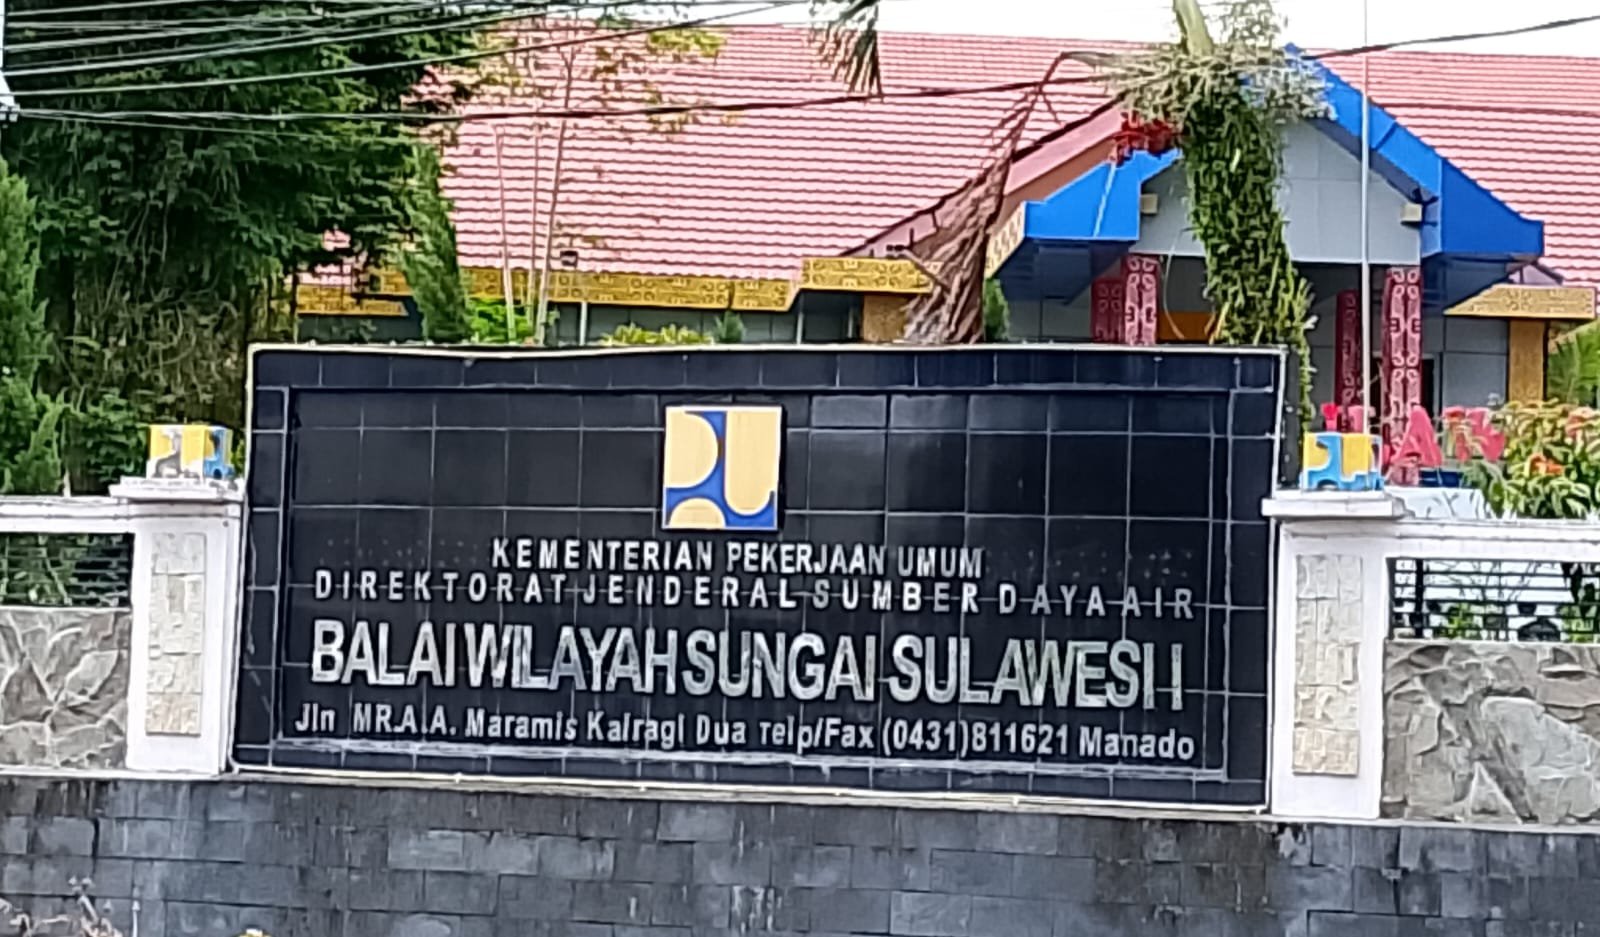 KEMENTERIAN PEKERJAAN UMUM
DIREKTORAT JENDERAL SUMBER DAYA AIR
BALAI WILAYAH SUNGAI SULAWESI I
Jln MR.A.A. Maramis Kairagi Dua Telp/Fax (0431)811621 Manado